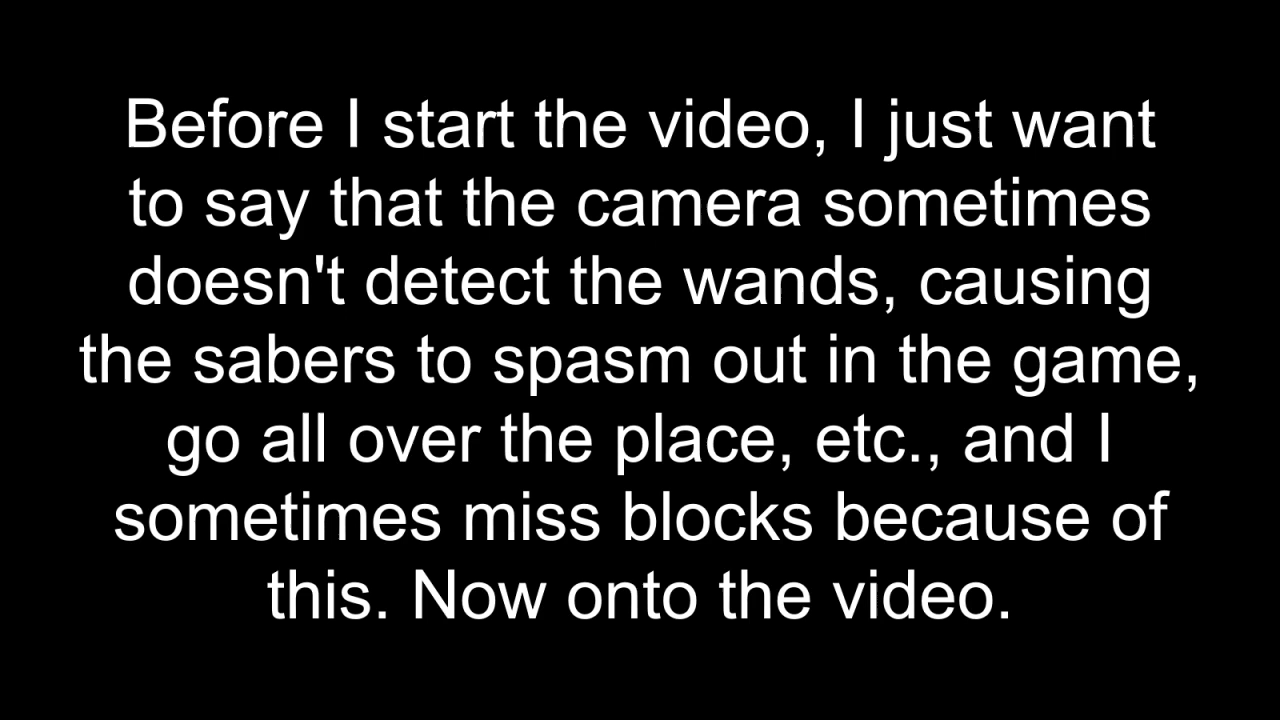 Before I start the video, I just want
to say that the camera sometimes
doesn't detect the wands, causing
the sabers to spasm out in the game,
go all over the place, etc., and I
sometimes miss blocks because of
this. Now onto the video.